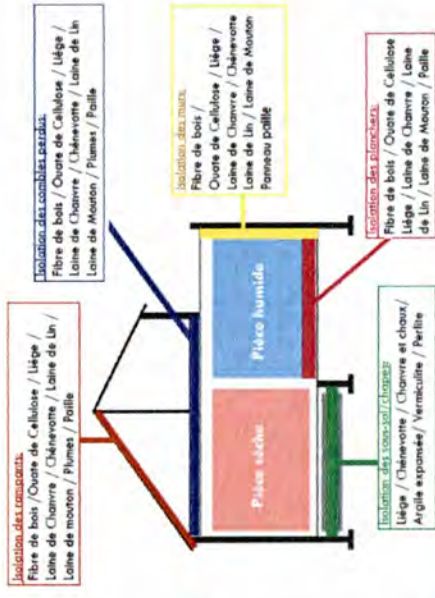 Isolation des rampants:
Fibre de bois /Ouate de Cellulose / Liège /
Laine de Chanvre / Chènevotte / Laine de Lin /
Laine de mouton / Plumes / Paille
Isolation des combles perdus:
Fibre de bois / Ouate de Cellulose / Liège /
Laine de Chanvre / Chènevotte / Laine de Lin
Laine de Mouton / Plumes / Paille
Isolation des murs:
Fibre de bois /
Ouate de Cellulose / Liège /
Laine de Chanvre / Chènevotte
Laine de Lin / Laine de Mouton
Panneau paille
Pièce sèche
Pièce humide
Isolation des sous-sol/chapes:
Liège / Chènevotte / Chanvre et chaux/
Argile expansée/ Vermiculite / Perlite
Isolation des planchers:
Fibre de bois / Ouate de Cellulose
Liège / Laine de Chanvre / Laine
de Lin / Laine de Mouton / Paille